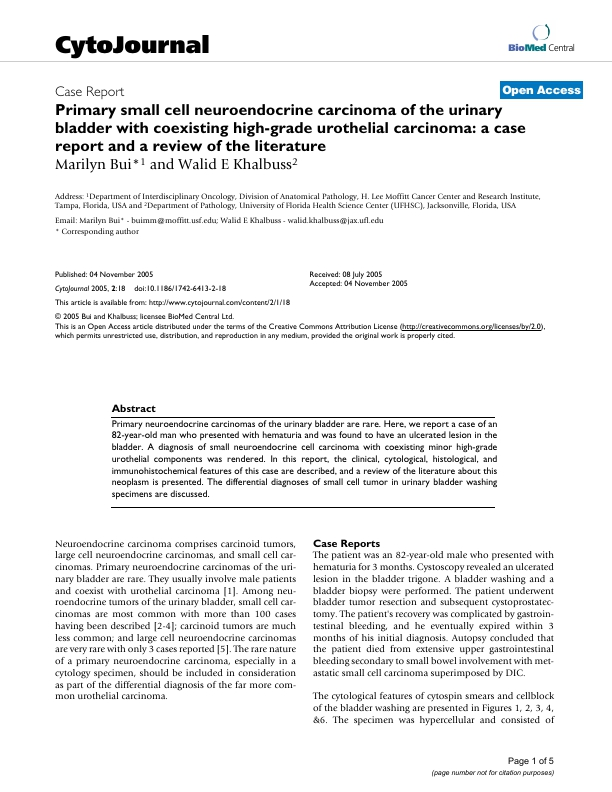 CytoJournal
BioMed Central
Case Report
Open Access
Primary small cell neuroendocrine carcinoma of the urinary
bladder with coexisting high-grade urothelial carcinoma: a case
report and a review of the literature
Marilyn Bui*1 and Walid E Khalbuss2
Address: 1Department of Interdisciplinary Oncology, Division of Anatomical Pathology, H. Lee Moffitt Cancer Center and Research Institute,
Tampa, Florida, USA and 2Department of Pathology, University of Florida Health Science Center (UFHSC), Jacksonville, Florida, USA
Email: Marilyn Bui* - buimm@moffitt.usf.edu; Walid E Khalbuss - walid.khalbuss@jax.ufl.edu
* Corresponding author
Published: 04 November 2005
CytoJournal 2005, 2:18 doi:10.1186/1742-6413-2-18
Received: 08 July 2005
Accepted: 04 November 2005
This article is available from: http://www.cytojournal.com/content/2/1/18
© 2005 Bui and Khalbuss; licensee BioMed Central Ltd.
This is an Open Access article distributed under the terms of the Creative Commons Attribution License (http://creativecommons.org/licenses/by/2.0),
which permits unrestricted use, distribution, and reproduction in any medium, provided the original work is properly cited.
Abstract
Primary neuroendocrine carcinomas of the urinary bladder are rare. Here, we report a case of an
82-year-old man who presented with hematuria and was found to have an ulcerated lesion in the
bladder. A diagnosis of small neuroendocrine cell carcinoma with coexisting minor high-grade
urothelial components was rendered. In this report, the clinical, cytological, histological, and
immunohistochemical features of this case are described, and a review of the literature about this
neoplasm is presented. The differential diagnoses of small cell tumor in urinary bladder washing
specimens are discussed.
Neuroendocrine carcinoma comprises carcinoid tumors,
large cell neuroendocrine carcinomas, and small cell car-
cinomas. Primary neuroendocrine carcinomas of the uri-
nary bladder are rare. They usually involve male patients
and coexist with urothelial carcinoma [1]. Among neu-
roendocrine tumors of the urinary bladder, small cell car-
cinomas are most common with more than 100 cases
having been described [2-4]; carcinoid tumors are much
less common; and large cell neuroendocrine carcinomas
are very rare with only 3 cases reported [5]. The rare nature
of a primary neuroendocrine carcinoma, especially in a
cytology specimen, should be included in consideration
as part of the differential diagnosis of the far more com-
mon urothelial carcinoma.
Case Reports
The patient was an 82-year-old male who presented with
hematuria for 3 months. Cystoscopy revealed an ulcerated
lesion in the bladder trigone. A bladder washing and a
bladder biopsy were performed. The patient underwent
bladder tumor resection and subsequent cystoprostatec-
tomy. The patient's recovery was complicated by gastroin-
testinal bleeding, and he eventually expired within 3
months of his initial diagnosis. Autopsy concluded that
the patient died from extensive upper gastrointestinal
bleeding secondary to small bowel involvement with met-
astatic small cell carcinoma superimposed by DIC.
The cytological features of cytospin smears and cellblock
of the bladder washing are presented in Figures 1, 2, 3, 4,
&6. The specimen was hypercellular and consisted of
Page 1 of 5
(page number not for citation purposes)